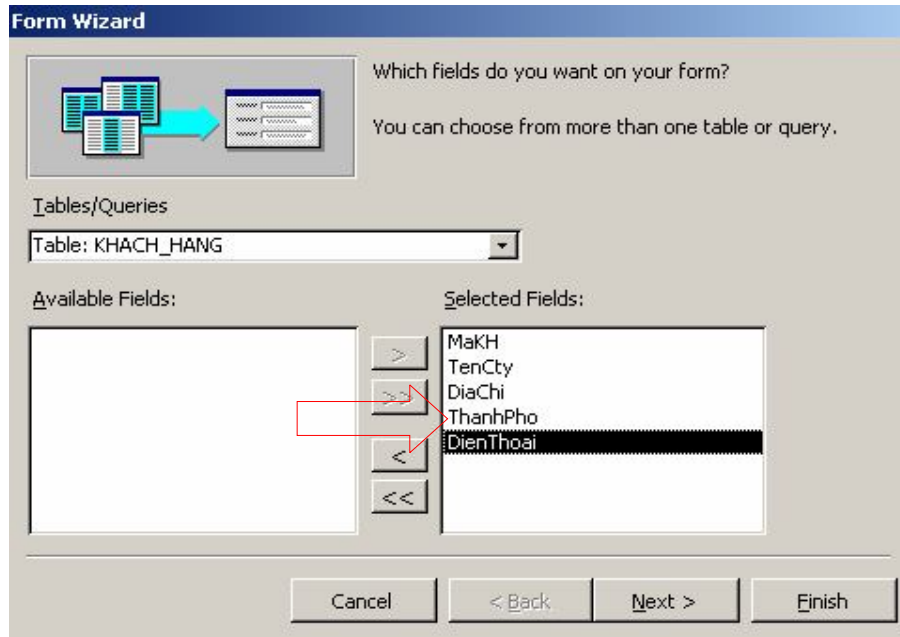 Form Wizard
Which fields do you want on your form?
You can choose from more than one table or query.
Tables/Queries
Table: KHACH_HANG
Available Fields:
Selected Fields:
>
>>
<
<<
MaKH
TenCty
DiaChi
ThanhPho
DienThoai
Cancel
< Back
Next >
Finish